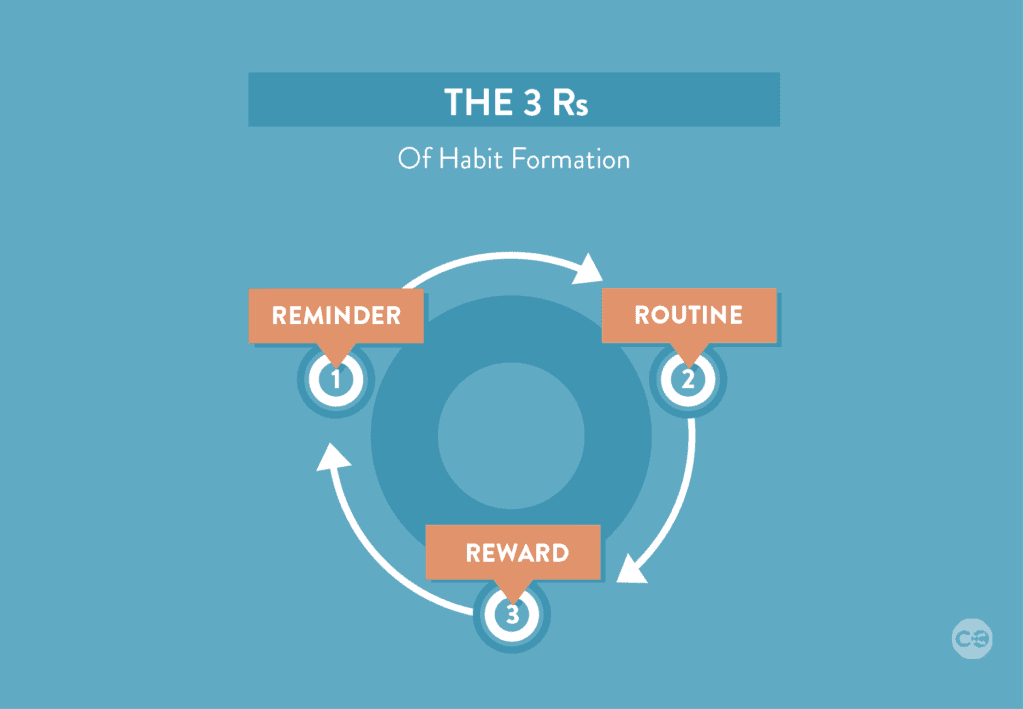 THE 3 Rs
Of Habit Formation
REMINDER
1
ROUTINE
2
REWARD
3